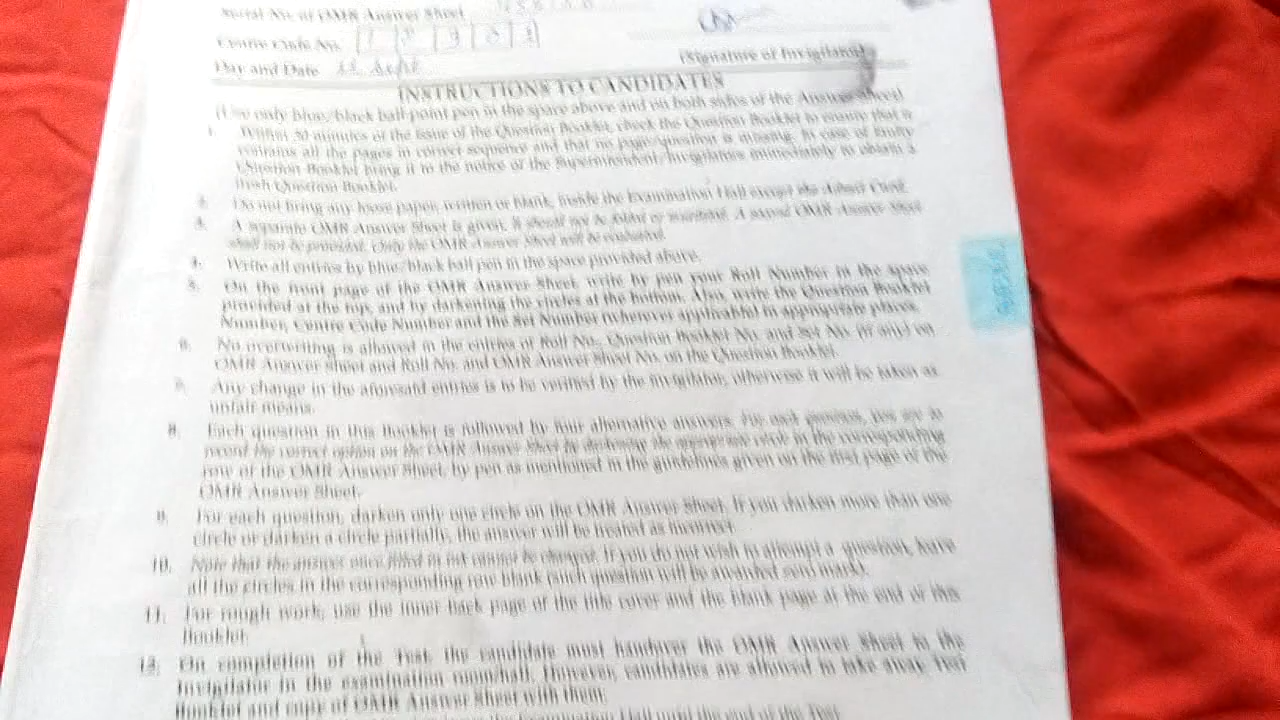 Serial No. of OMR Answer Sheet
Centre Code No.
Day and Date
(Signature of Invigilator)
INSTRUCTIONS TO CANDIDATES
(Use only blue/black ball-point pen in the space above and on both sides of the Answer Sheet)
1. Within 30 minutes of the issue of the Question Booklet, check the Question Booklet to ensure that it
contains all the pages in correct sequence and that no page/question is missing. In case of faulty
Question Booklet bring it to the notice of the Superintendent/Invigilators immediately to obtain a
fresh Question Booklet.
2. Do not bring any loose paper, written or blank, inside the Examination Hall except the Admit Card.
3. A separate OMR Answer Sheet is given. It should not be folded or mutilated. A second OMR Answer Sheet
shall not be provided. Only the OMR Answer Sheet will be evaluated.
4. Write all entries by blue/black ball pen in the space provided above.
5. On the front page of the OMR Answer Sheet, write by pen your Roll Number in the space
provided at the top, and by darkening the circles at the bottom. Also, write the Question Booklet
Number, Centre Code Number and the Set Number (wherever applicable) in appropriate places.
6. No overwriting is allowed in the entries of Roll No., Question Booklet No. and Set No. (if any) on
OMR Answer sheet and Roll No. and OMR Answer Sheet No. on the Question Booklet.
7. Any change in the aforesaid entries is to be verified by the invigilator, otherwise it will be taken as
unfair means.
8. Each question in this Booklet is followed by four alternative answers. For each question, you are to
record the correct option on the OMR Answer Sheet by darkening the appropriate circle in the corresponding
row of the OMR Answer Sheet, by pen as mentioned in the guidelines given on the first page of the
OMR Answer Sheet.
9. For each question, darken only one circle on the OMR Answer Sheet. If you darken more than one
circle or darken a circle partially, the answer will be treated as incorrect.
10. Note that the answer once filled in ink cannot be changed. If you do not wish to attempt a question, leave
all the circles in the corresponding row blank (such question will be awarded zero mark).
11. For rough work, use the inner back page of the title cover and the blank page at the end of this
Booklet.
12. On completion of the Test, the candidate must handover the OMR Answer Sheet to the
Invigilator in the examination room/hall. However, candidates are allowed to take away Test
Booklet and copy of OMR Answer Sheet with them.
the Examination Hall until the end of the Test.